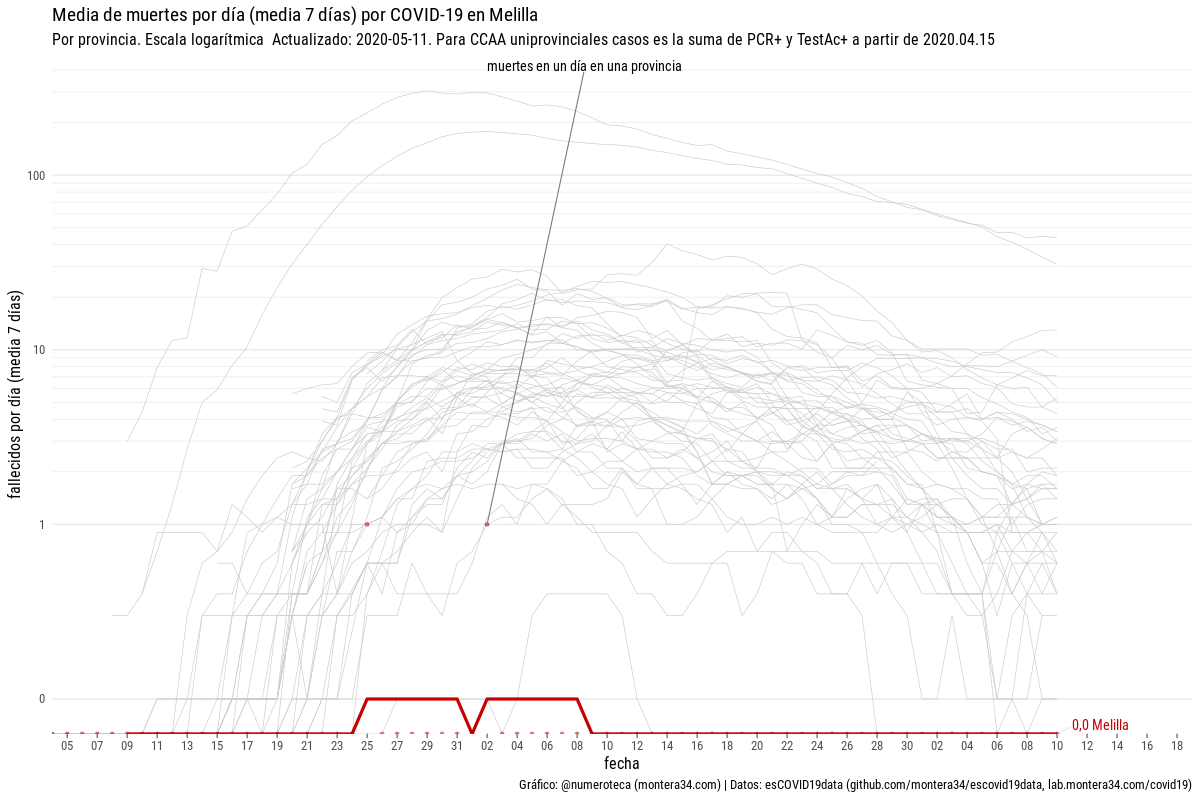 Media de muertes por día (media 7 días) por COVID-19 en Melilla
Por provincia. Escala logarítmica  Actualizado: 2020-05-11. Para CCAA uniprovinciales casos es la suma de PCR+ y TestAc+ a partir de 2020.04.15
muertes en un día en una provincia
fallecidos por día (media  7 días)
100
10
1
0
0,0 Melilla
05 07 09 11 13 15 17 19 21 23 25 27 29 31 02 04 06 08 10 12 14 16 18 20 22 24 26 28 30 02 04 06 08 10 12 14 16 18
fecha
Gráfico: @numeroteca (montera34.com) | Datos: esCOVID19data (github.com/montera34/escovid19data, lab.montera34.com/covid19)